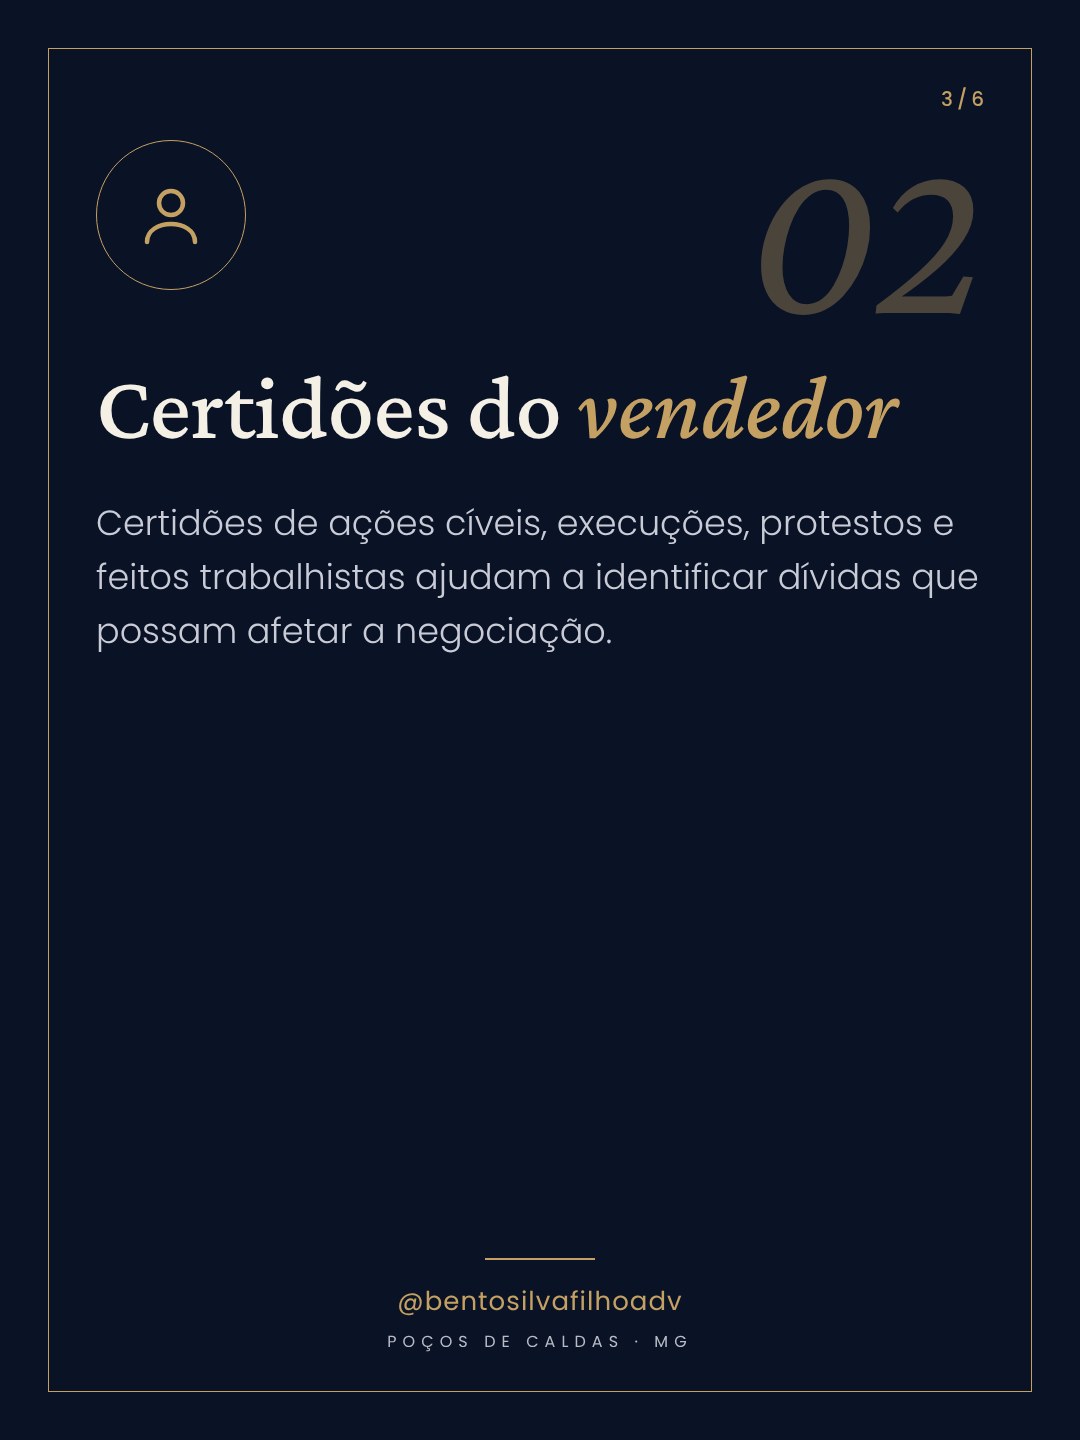 3 / 6
02
Certidões do vendedor
Certidões de ações cíveis, execuções, protestos e
feitos trabalhistas ajudam a identificar dívidas que
possam afetar a negociação.
@bentosilvafilhoadv
POÇOS DE CALDAS · MG